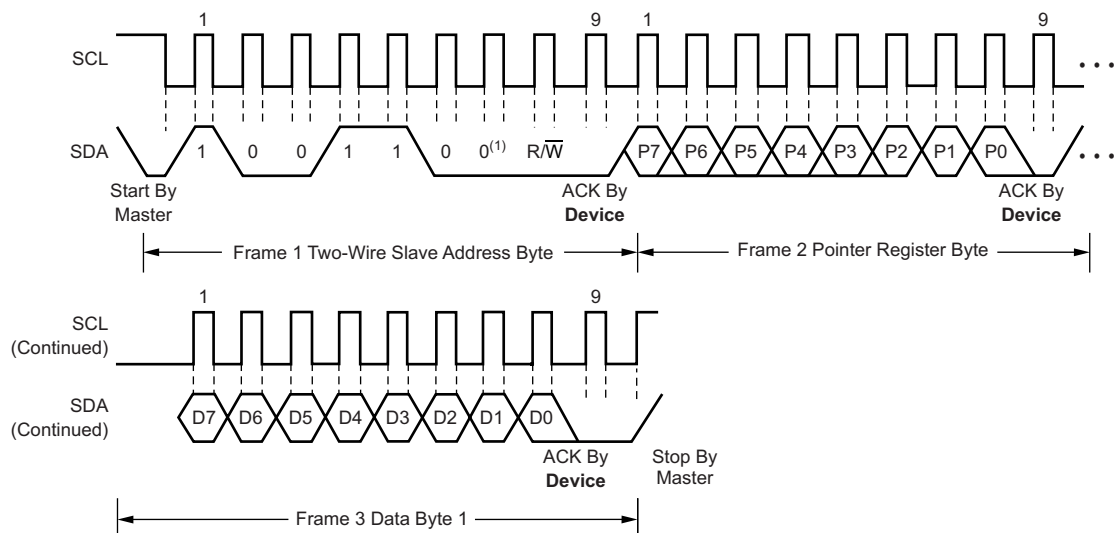 1 9 1 9
SCL
. . .
SDA 1 0 0 1 1 0 0(1) R/W̅ P7 P6 P5 P4 P3 P2 P1 P0 . . .
Start By
Master
ACK By
Device
ACK By
Device
Frame 1 Two-Wire Slave Address Byte
Frame 2 Pointer Register Byte
1 9
SCL
(Continued)
SDA
(Continued)
D7 D6 D5 D4 D3 D2 D1 D0
ACK By
Device
Stop By
Master
Frame 3 Data Byte 1